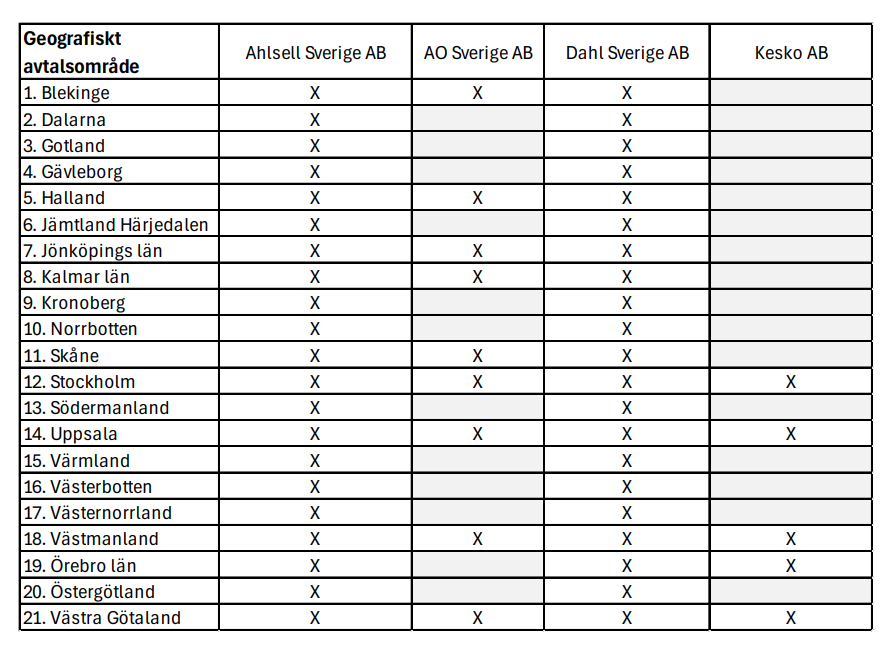 Geografiskt
avtalsområde Ahlsell Sverige AB AO Sverige AB Dahl Sverige AB Kesko AB
1. Blekinge X X X
2. Dalarna X X
3. Gotland X X
4. Gävleborg X X
5. Halland X X X
6. Jämtland Härjedalen X X
7. Jönköpings län X X X
8. Kalmar län X X X
9. Kronoberg X X
10. Norrbotten X X
11. Skåne X X X
12. Stockholm X X X X
13. Södermanland X X
14. Uppsala X X X X
15. Värmland X X
16. Västerbotten X X
17. Västernorrland X X
18. Västmanland X X X X
19. Örebro län X X X
20. Östergötland X X
21. Västra Götaland X X X X